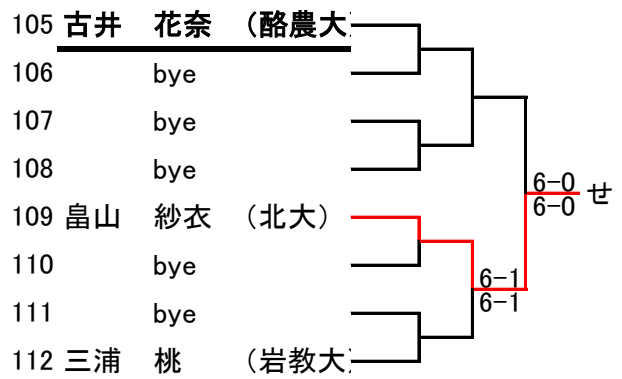 105 古井 花奈 (酪農大)
106 bye
107 bye
108 bye
6-0
6-0
せ
109 畠山 紗衣 (北大)
110 bye
6-1
6-1
111 bye
112 三浦 桃 (岩教大)